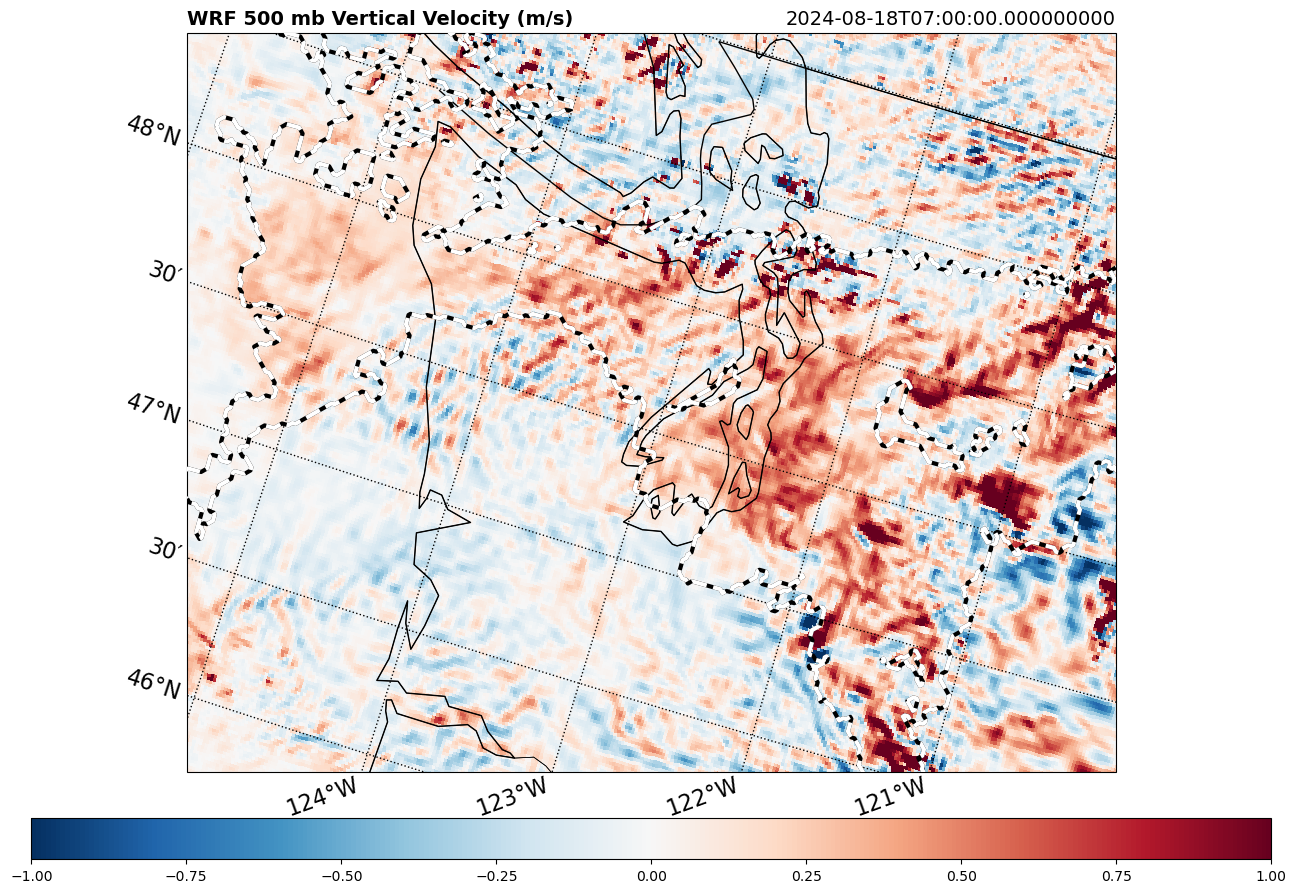 WRF 500 mb Vertical Velocity (m/s)
2024-08-18T07:00:00.000000000
48°N
30′
47°N
30′
46°N
124°W
123°W
122°W
121°W
−1.00
−0.75
−0.50
−0.25
0.00
0.25
0.50
0.75
1.00